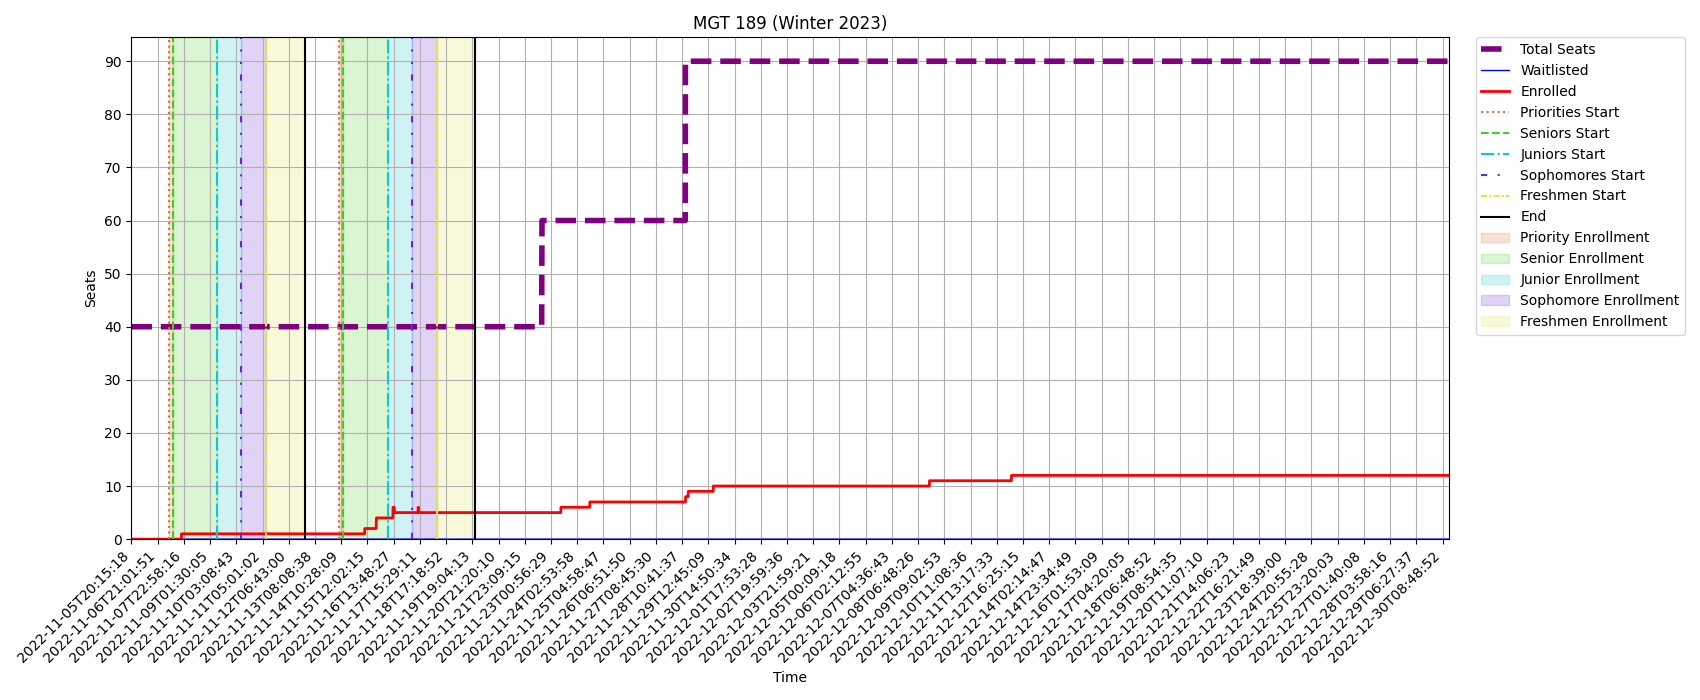 MGT 189 (Winter 2023)
Seats
90
80
70
60
50
40
30
20
10
0
2022-11-05T20:15:18
2022-11-06T21:01:51
2022-11-07T22:58:16
2022-11-09T01:30:05
2022-11-10T03:08:43
2022-11-11T05:01:02
2022-11-12T06:43:00
2022-11-13T08:08:38
2022-11-14T10:28:09
2022-11-15T12:02:15
2022-11-16T13:48:27
2022-11-17T15:29:11
2022-11-18T17:18:52
2022-11-19T19:04:13
2022-11-20T21:20:10
2022-11-21T23:09:15
2022-11-23T00:56:29
2022-11-24T02:53:58
2022-11-25T04:58:47
2022-11-26T06:51:50
2022-11-27T08:45:30
2022-11-28T10:41:37
2022-11-29T12:45:09
2022-11-30T14:50:34
2022-12-01T17:53:28
2022-12-02T19:59:36
2022-12-03T21:59:21
2022-12-05T00:09:18
2022-12-06T02:12:55
2022-12-07T04:36:43
2022-12-08T06:48:26
2022-12-09T09:02:53
2022-12-10T11:08:36
2022-12-11T13:17:33
2022-12-12T16:25:15
2022-12-14T02:14:47
2022-12-14T23:34:49
2022-12-16T01:53:09
2022-12-17T04:20:05
2022-12-18T06:48:52
2022-12-19T08:54:35
2022-12-20T11:07:10
2022-12-21T14:06:23
2022-12-22T16:21:49
2022-12-23T18:39:00
2022-12-24T20:55:28
2022-12-25T23:20:03
2022-12-27T01:40:08
2022-12-28T03:58:16
2022-12-29T06:27:37
2022-12-30T08:48:52
Time
Total Seats
Waitlisted
Enrolled
Priorities Start
Seniors Start
Juniors Start
Sophomores Start
Freshmen Start
End
Priority Enrollment
Senior Enrollment
Junior Enrollment
Sophomore Enrollment
Freshmen Enrollment